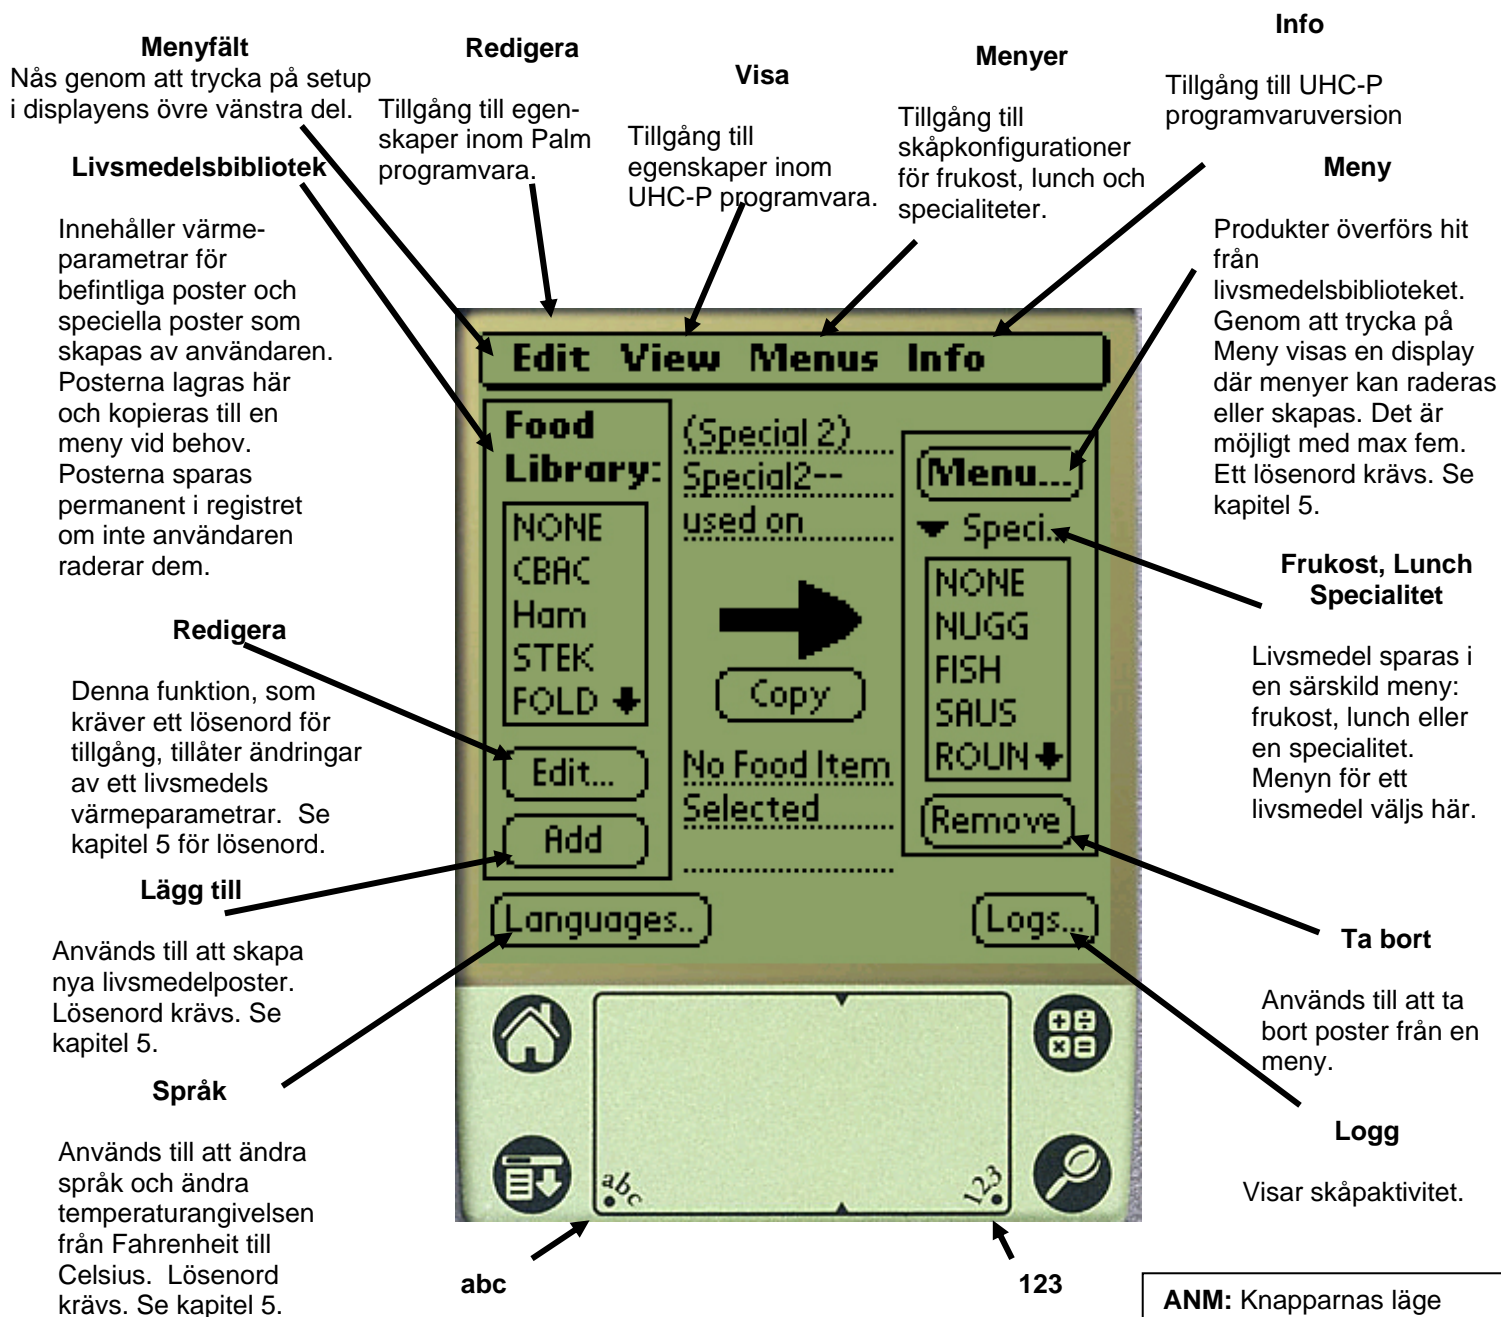 Menyfält
Nås genom att trycka på setup
i displayens övre vänstra del.
Redigera
Tillgång till egen-
skaper inom Palm
programvara.
Visa
Tillgång till
egenskaper inom
UHC-P programvara.
Menyer
Tillgång till
skåpkonfigurationer
för frukost, lunch och
specialiteter.
Info
Tillgång till UHC-P
programvaruversion
Livsmedelsbibliotek
Innehåller värme-
parametrar för
befintliga poster och
speciella poster som
skapas av användaren.
Posterna lagras här
och kopieras till en
meny vid behov.
Posterna sparas
permanent i registret
om inte användaren
raderar dem.
Redigera
Denna funktion, som
kräver ett lösenord för
tillgång, tillåter ändringar
av ett livsmedels
värmeparametrar. Se
kapitel 5 för lösenord.
Lägg till
Används till att skapa
nya livsmedelposter.
Lösenord krävs. Se
kapitel 5.
Språk
Används till att ändra
språk och ändra
temperaturangivelsen
från Fahrenheit till
Celsius. Lösenord
krävs. Se kapitel 5.
Edit View Menus Info
Food
Library:
NONE
CBAC
Ham
STEK
FOLD
Edit...
Add
Languages..
(Special 2)
Special2--
used on
Copy
No Food Item
Selected
Menu...
Speci..
NONE
NUGG
FISH
SAUS
ROUN
Remove
Logs...
abc
123
abc
123
Meny
Produkter överförs hit
från
livsmedelsbiblioteket.
Genom att trycka på
Meny visas en display
där menyer kan raderas
eller skapas. Det är
möjligt med max fem.
Ett lösenord krävs. Se
kapitel 5.
Frukost, Lunch
Specialitet
Livsmedel sparas i
en särskild meny:
frukost, lunch eller
en specialitet.
Menyn för ett
livsmedel väljs här.
Ta bort
Används till att ta
bort poster från en
meny.
Logg
Visar skåpaktivitet.
ANM: Knapparnas läge